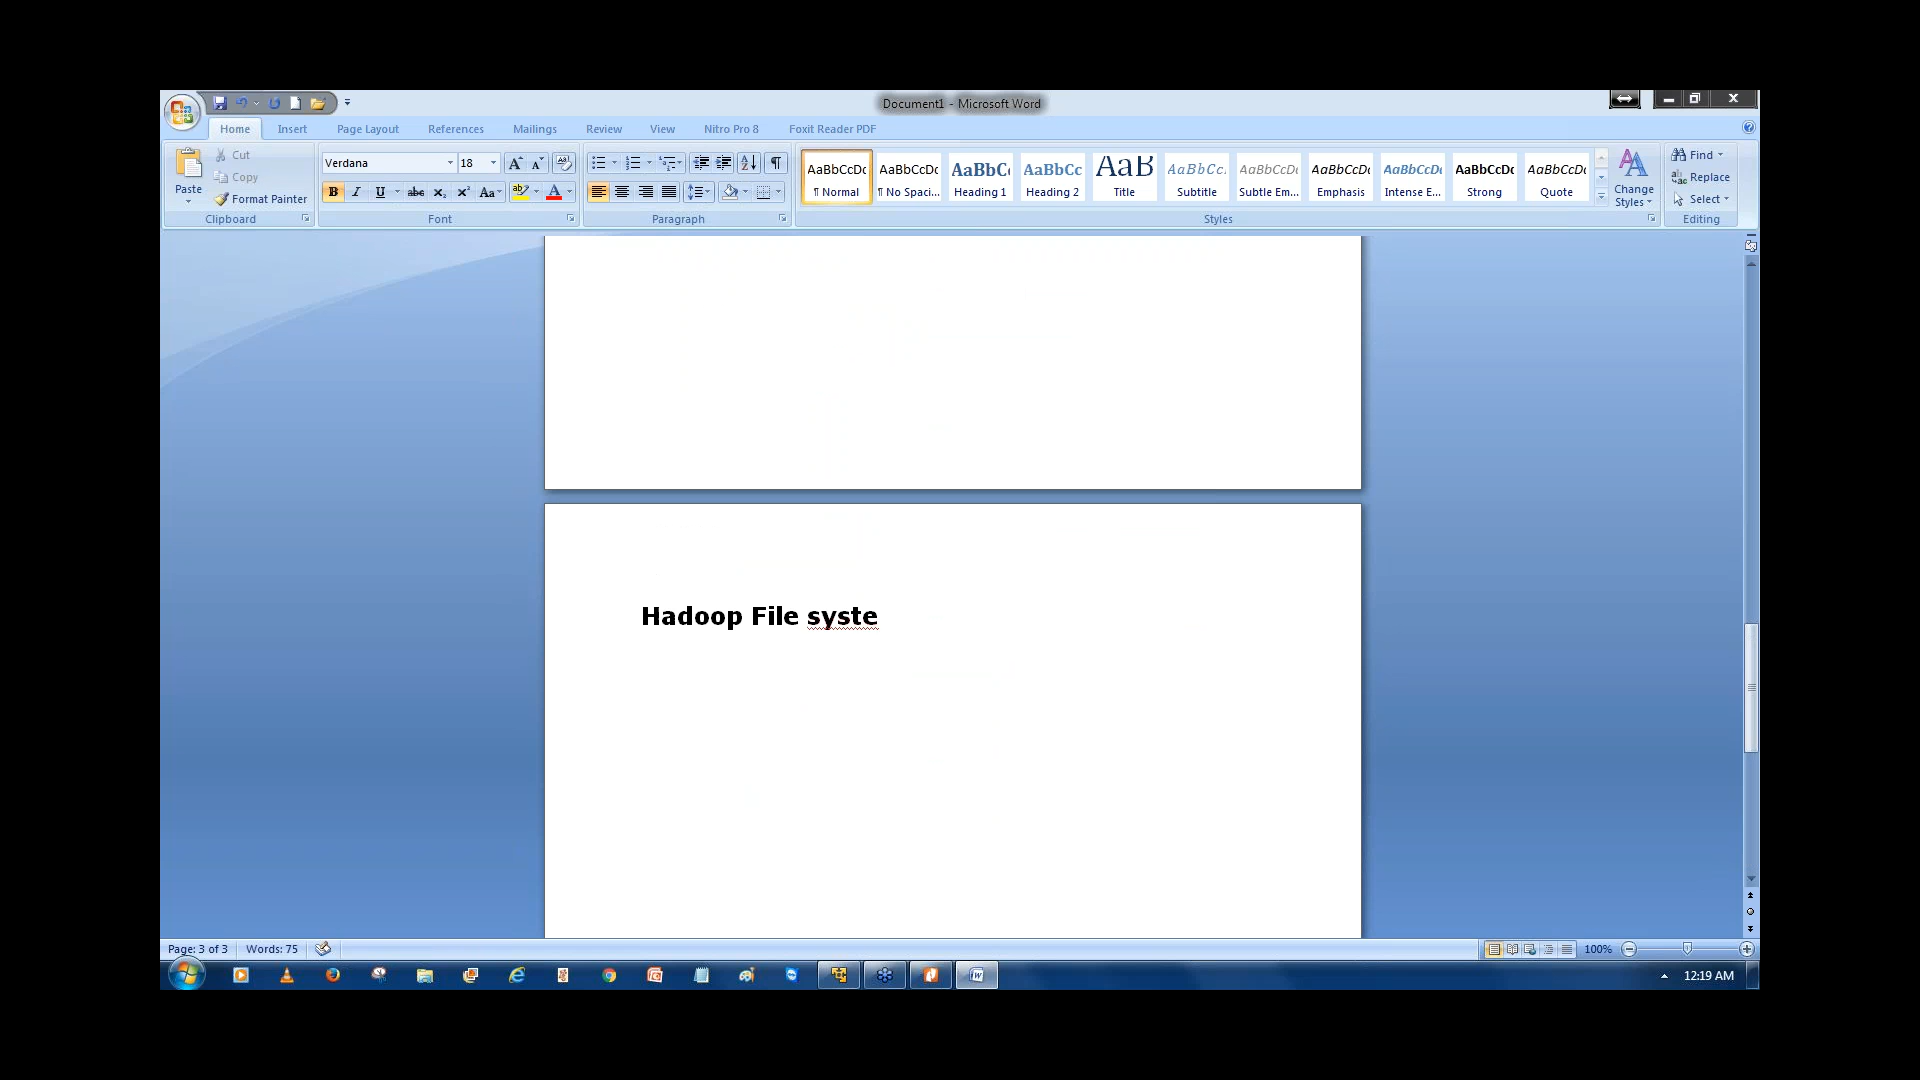 Document1 - Microsoft Word
Home Insert Page Layout References Mailings Review View Nitro Pro 8 Foxit Reader PDF
Paste
Cut
Copy
Format Painter
Clipboard
Verdana 18
Font
Paragraph
AaBbCcDc AaBbCcDc AaBbC AaBbCc AaB AaBbCc. AaBbCcDc AaBbCcDc AaBbCcDc AaBbCcDc AaBbCcDc
¶ Normal ¶ No Spaci... Heading 1 Heading 2 Title Subtitle Subtle Em... Emphasis Intense E... Strong Quote
Styles
Change Styles
Find
Replace
Select
Editing
Hadoop File syste
Page: 3 of 3 Words: 75 100%
12:19 AM